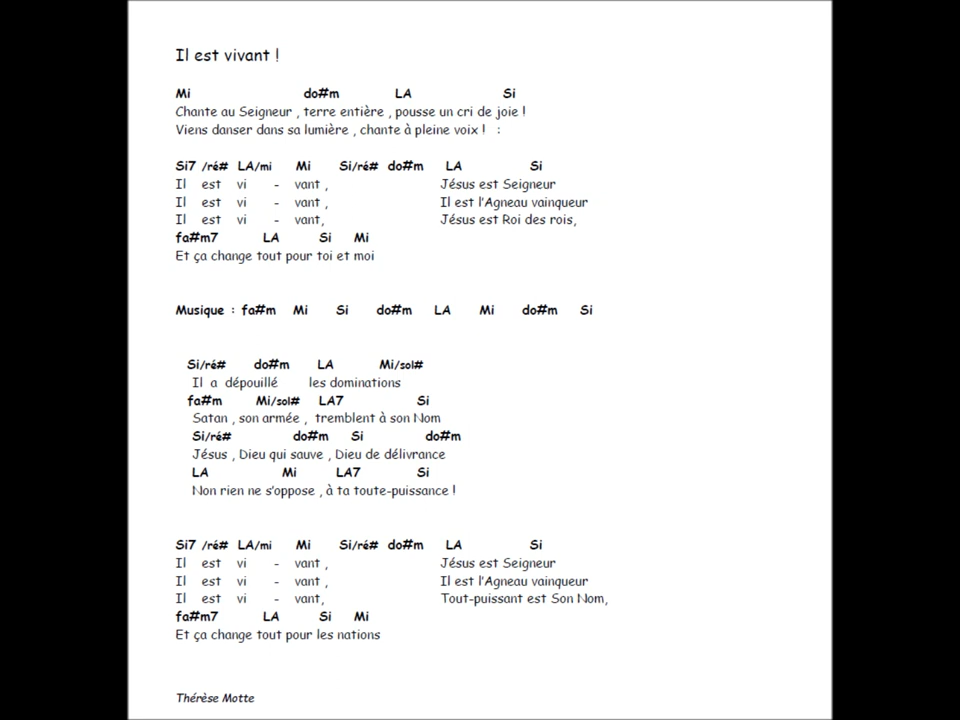 Il est vivant !
Mi do#m LA Si
Chante au Seigneur , terre entière , pousse un cri de joie !
Viens danser dans sa lumière , chante à pleine voix ! :
Si7 /ré# LA/mi Mi Si/ré# do#m LA Si
Il est vi - vant , Jésus est Seigneur
Il est vi - vant , Il est l'Agneau vainqueur
Il est vi - vant, Jésus est Roi des rois,
fa#m7 LA Si Mi
Et ça change tout pour toi et moi
Musique : fa#m Mi Si do#m LA Mi do#m Si
Si/ré# do#m LA Mi/sol#
Il a dépouillé les dominations
fa#m Mi/sol# LA7 Si
Satan , son armée , tremblent à son Nom
Si/ré# do#m Si do#m
Jésus , Dieu qui sauve , Dieu de délivrance
LA Mi LA7 Si
Non rien ne s'oppose , à ta toute-puissance !
Si7 /ré# LA/mi Mi Si/ré# do#m LA Si
Il est vi - vant , Jésus est Seigneur
Il est vi - vant , Il est l'Agneau vainqueur
Il est vi - vant, Tout-puissant est Son Nom,
fa#m7 LA Si Mi
Et ça change tout pour les nations
Thérèse Motte